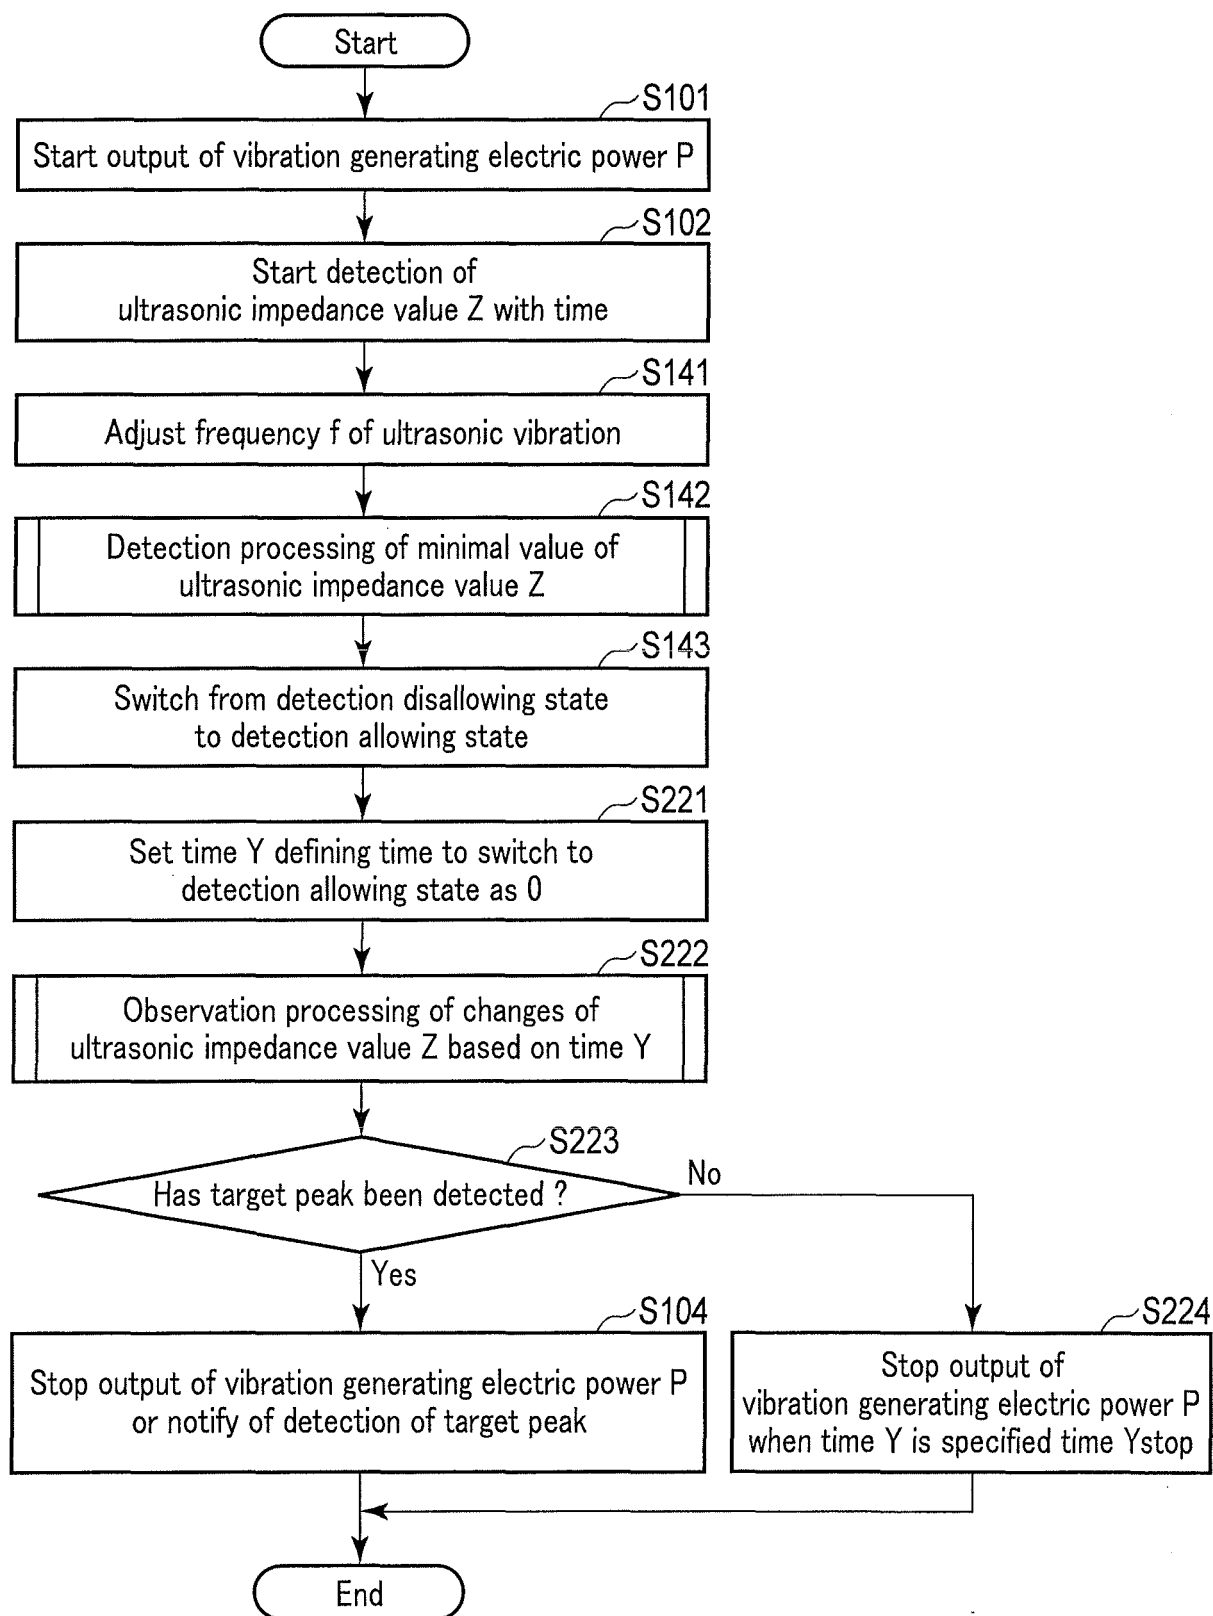 Start
S101
Start output of vibration generating electric power P
S102
Start detection of
ultrasonic impedance value Z with time
S141
Adjust frequency f of ultrasonic vibration
S142
Detection processing of minimal value of
ultrasonic impedance value Z
S143
Switch from detection disallowing state
to detection allowing state
S221
Set time Y defining time to switch to
detection allowing state as 0
S222
Observation processing of changes of
ultrasonic impedance value Z based on time Y
S223
Has target peak been detected ?
No
Yes
S104
Stop output of vibration generating electric power P
or notify of detection of target peak
S224
Stop output of
vibration generating electric power P
when time Y is specified time Ystop
End